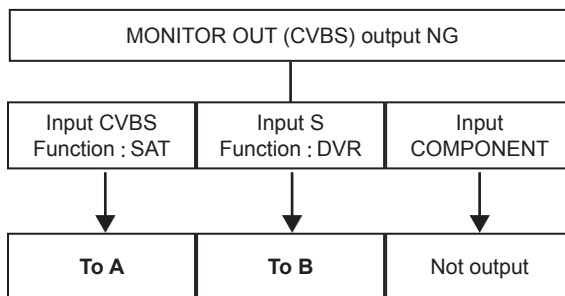 MONITOR OUT (CVBS) output NG
Input CVBS
Function : SAT
Input S
Function : DVR
Input
COMPONENT
To A
To B
Not output